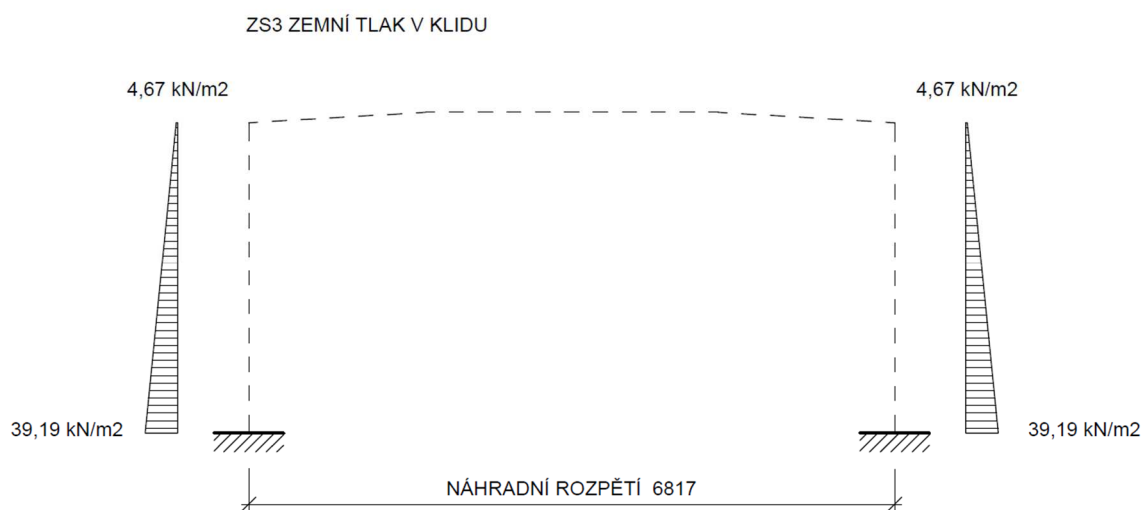 ZS3 ZEMNÍ TLAK V KLIDU
4,67 kN/m2
4,67 kN/m2
39,19 kN/m2
39,19 kN/m2
NÁHRADNÍ ROZPĚTÍ 6817